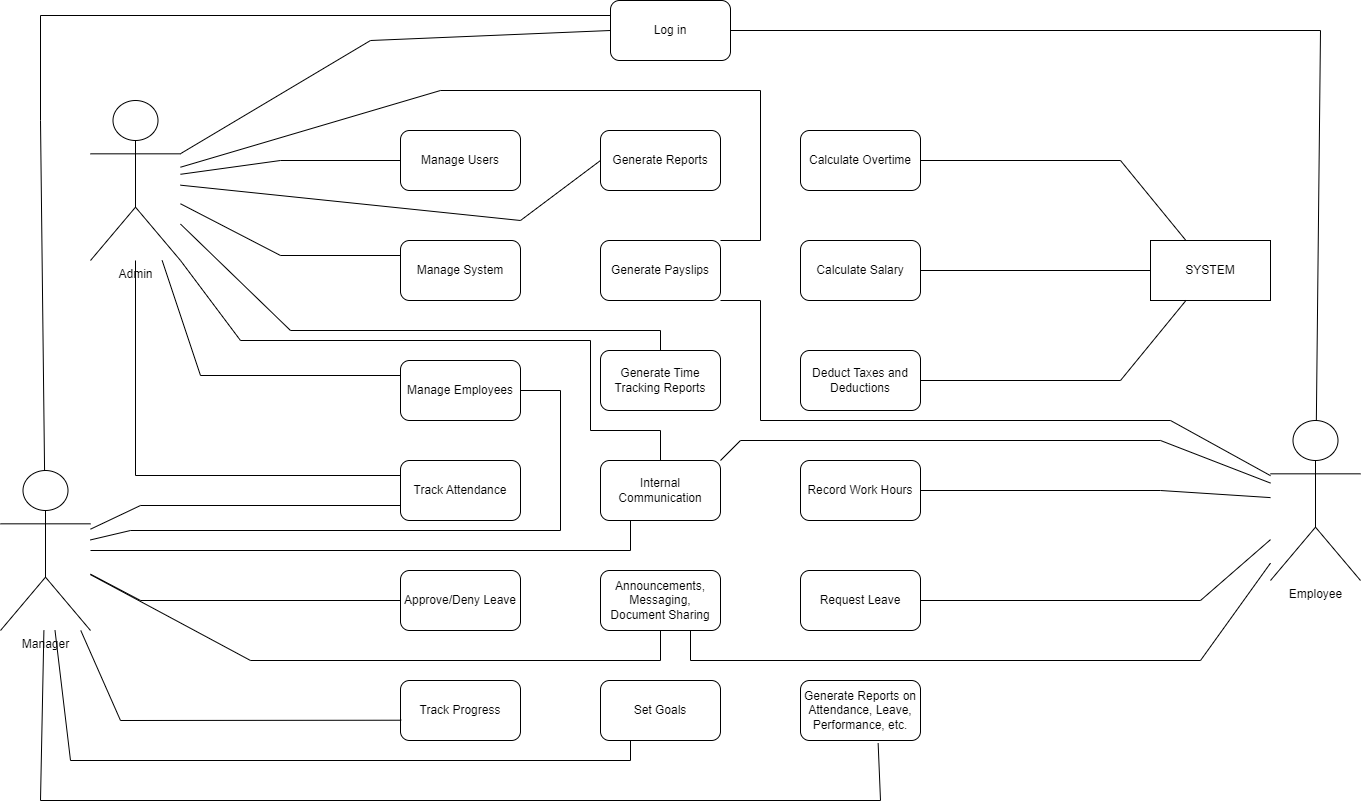 Log in
Manage Users
Generate Reports
Calculate Overtime
Admin
Manage System
Generate Payslips
Calculate Salary
SYSTEM
Manage Employees
Generate Time
Tracking Reports
Deduct Taxes and
Deductions
Track Attendance
Internal
Communication
Record Work Hours
Approve/Deny Leave
Announcements,
Messaging,
Document Sharing
Request Leave
Employee
Manager
Track Progress
Set Goals
Generate Reports on
Attendance, Leave,
Performance, etc.